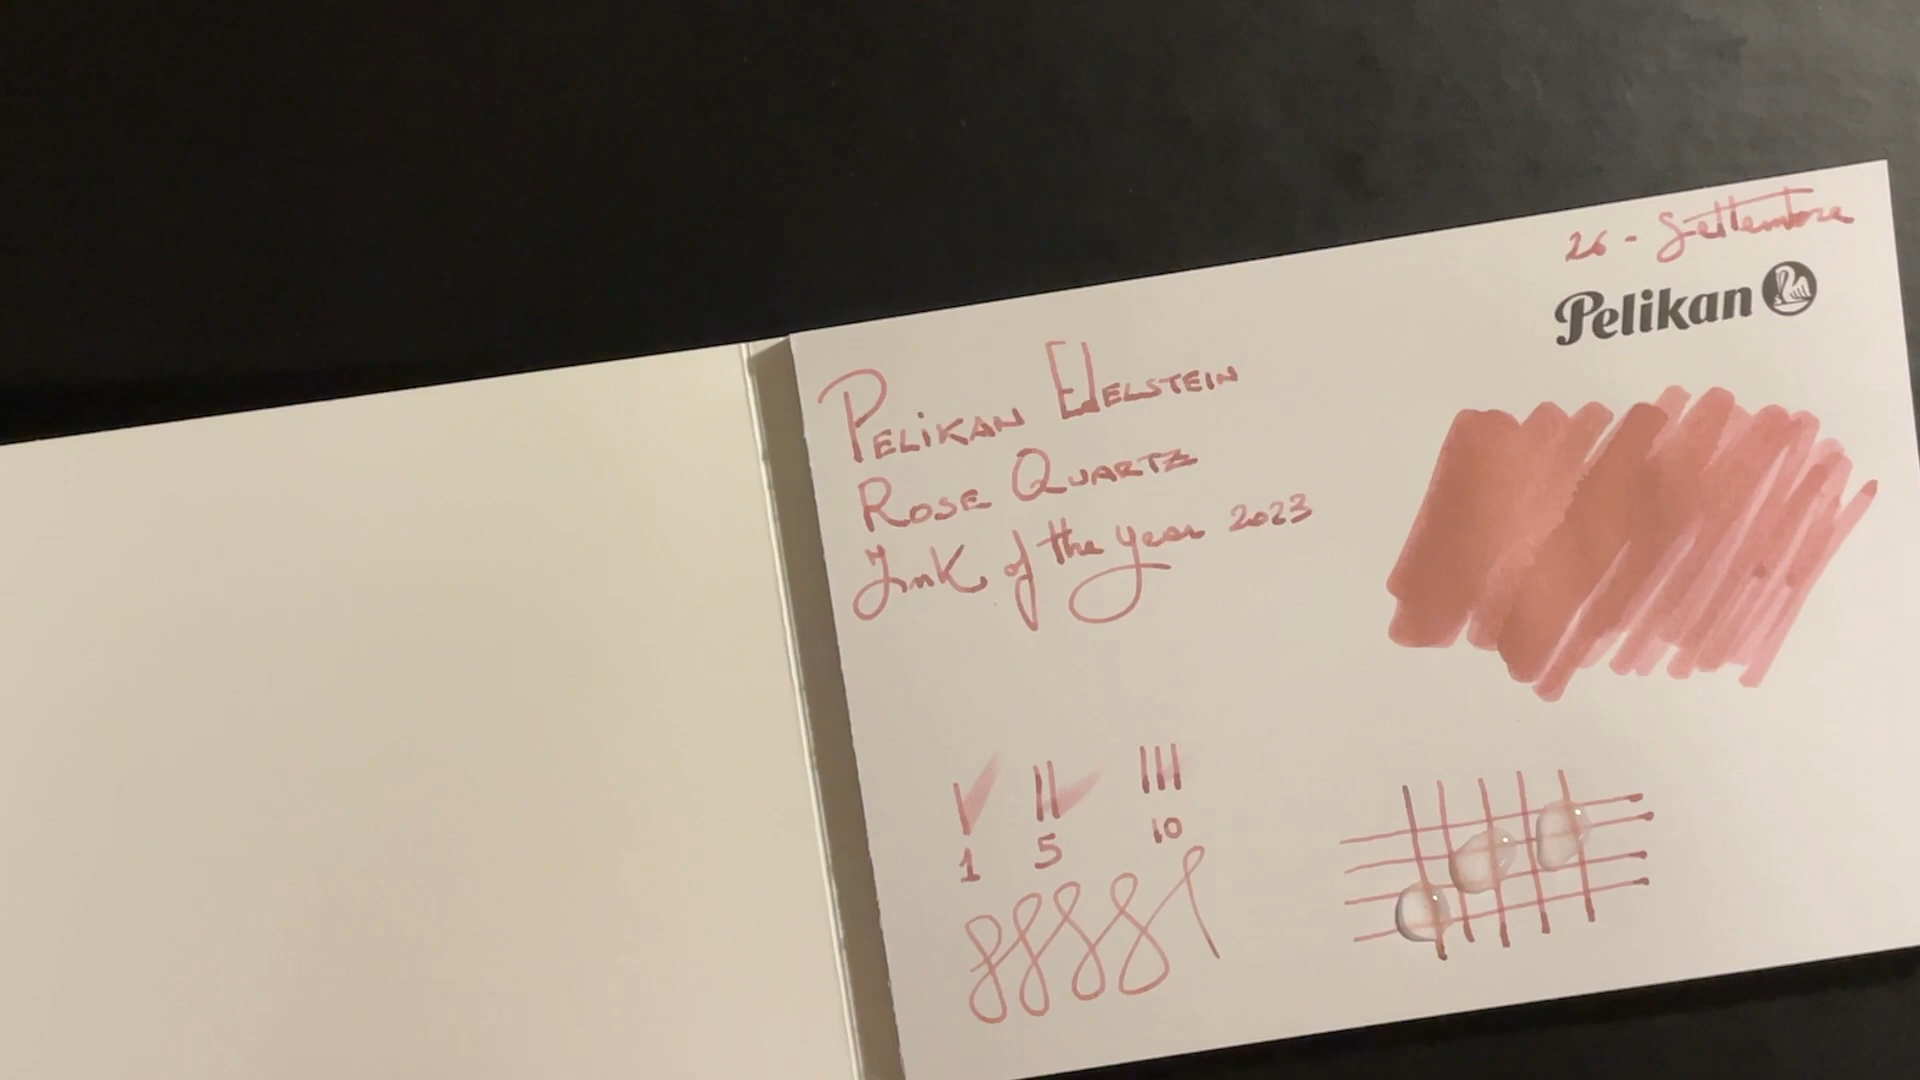 26 - Settembre
Pelikan
PELiKAN EdELSTEIN
ROSE QUARTZ
Ink of the year 2023
1 5 10